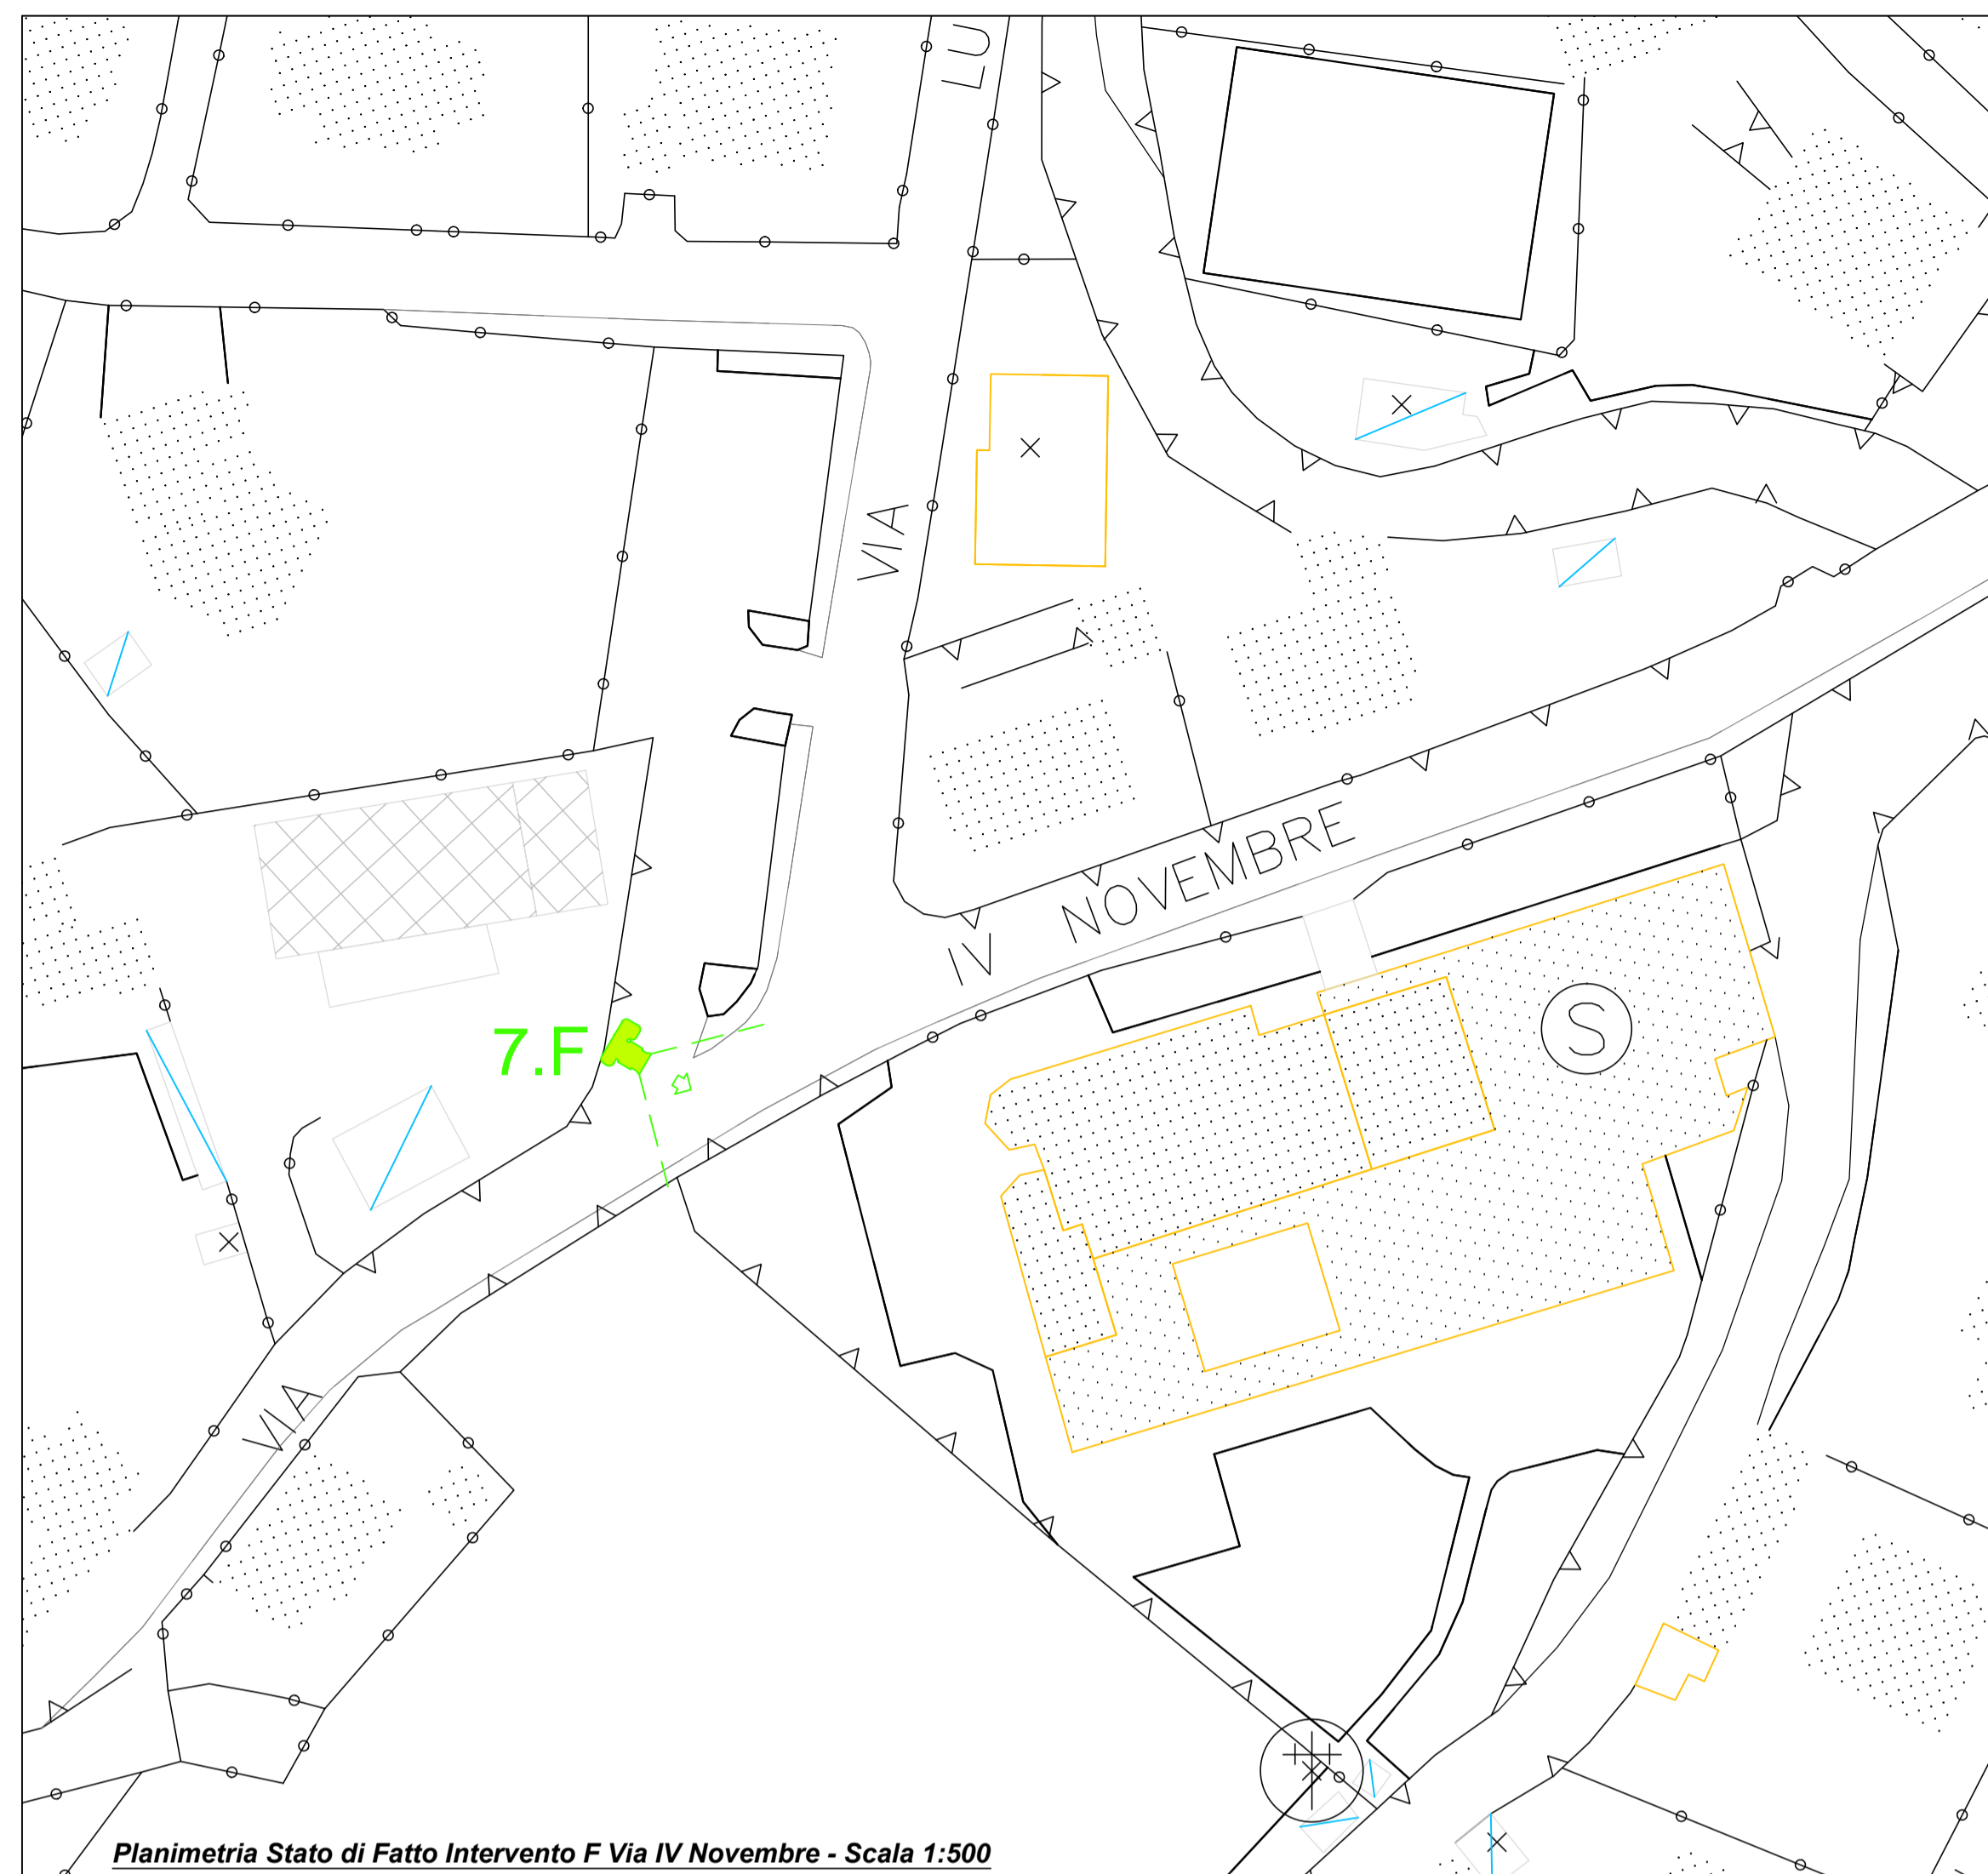 LU
VIA
IV NOVEMBRE
S
7.F
VIA
Planimetria Stato di Fatto Intervento F Via IV Novembre - Scala 1:500